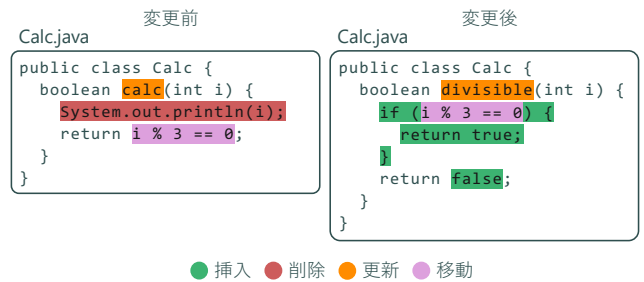 変更前
Calc.java
public class Calc {
  boolean calc(int i) {
    System.out.println(i);
    return i % 3 == 0;
  }
}
変更後
Calc.java
public class Calc {
  boolean divisible(int i) {
    if (i % 3 == 0) {
      return true;
    }
    return false;
  }
}
挿入 削除 更新 移動